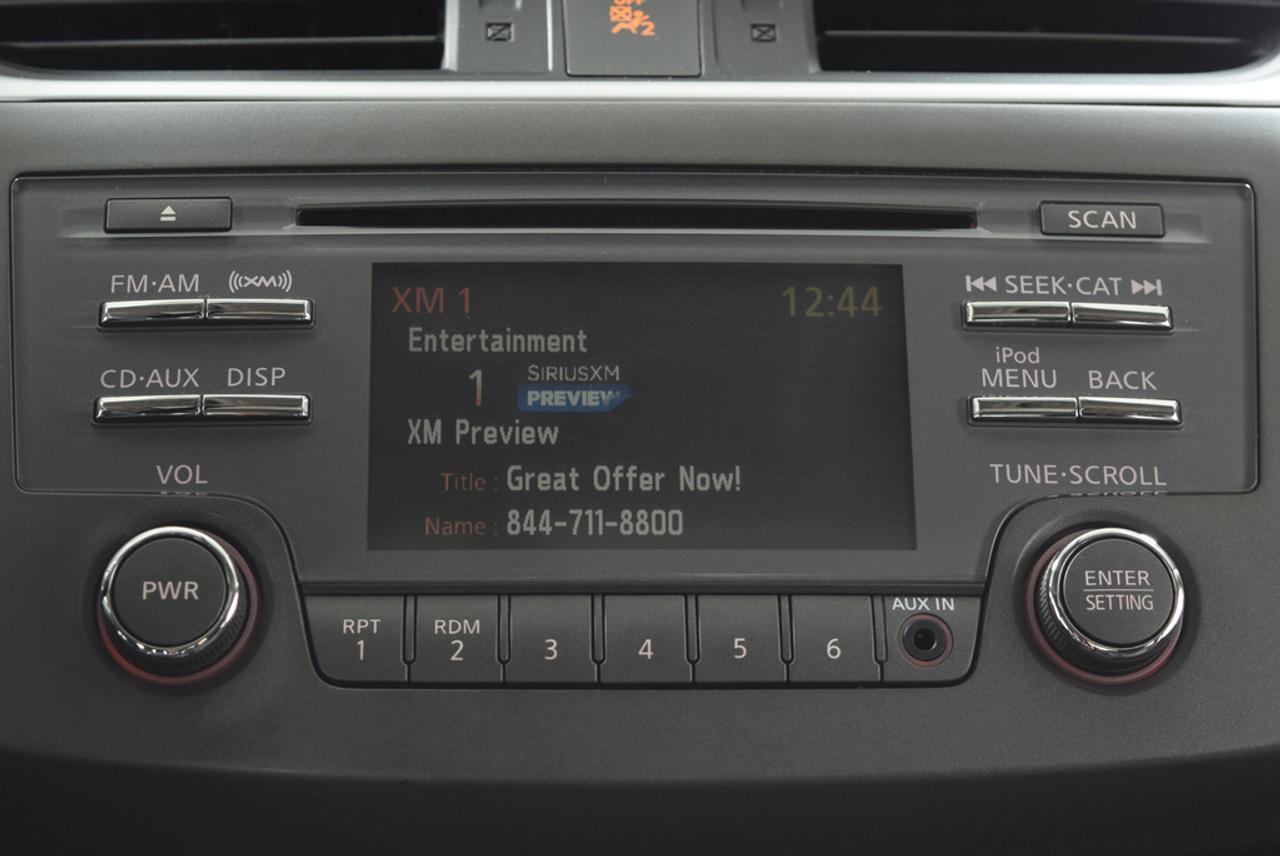 SCAN
FM·AM XM
SEEK·CAT
XM 1 12:44
Entertainment
1 SIRIUSXM
PREVIEW
CD·AUX DISP
iPod
MENU BACK
XM Preview
VOL
TUNE·SCROLL
Title : Great Offer Now!
Name : 844-711-8800
PWR
ENTER
SETTING
RPT
1
RDM
2
3
4
5
6
AUX IN